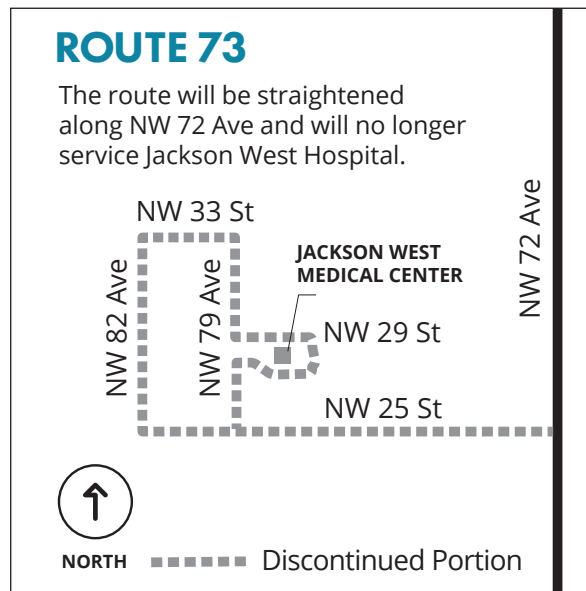 ROUTE 73
The route will be straightened
along NW 72 Ave and will no longer
service Jackson West Hospital.
NW 33 St
NW 72 Ave
JACKSON WEST
MEDICAL CENTER
NW 82 Ave
NW 79 Ave
NW 29 St
NW 25 St
NORTH
Discontinued Portion